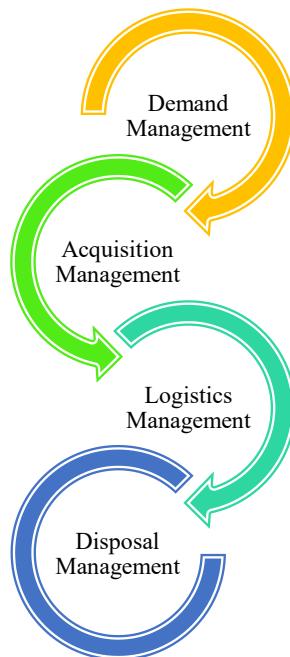 Demand
Management
Acquisition
Management
Logistics
Management
Disposal
Management